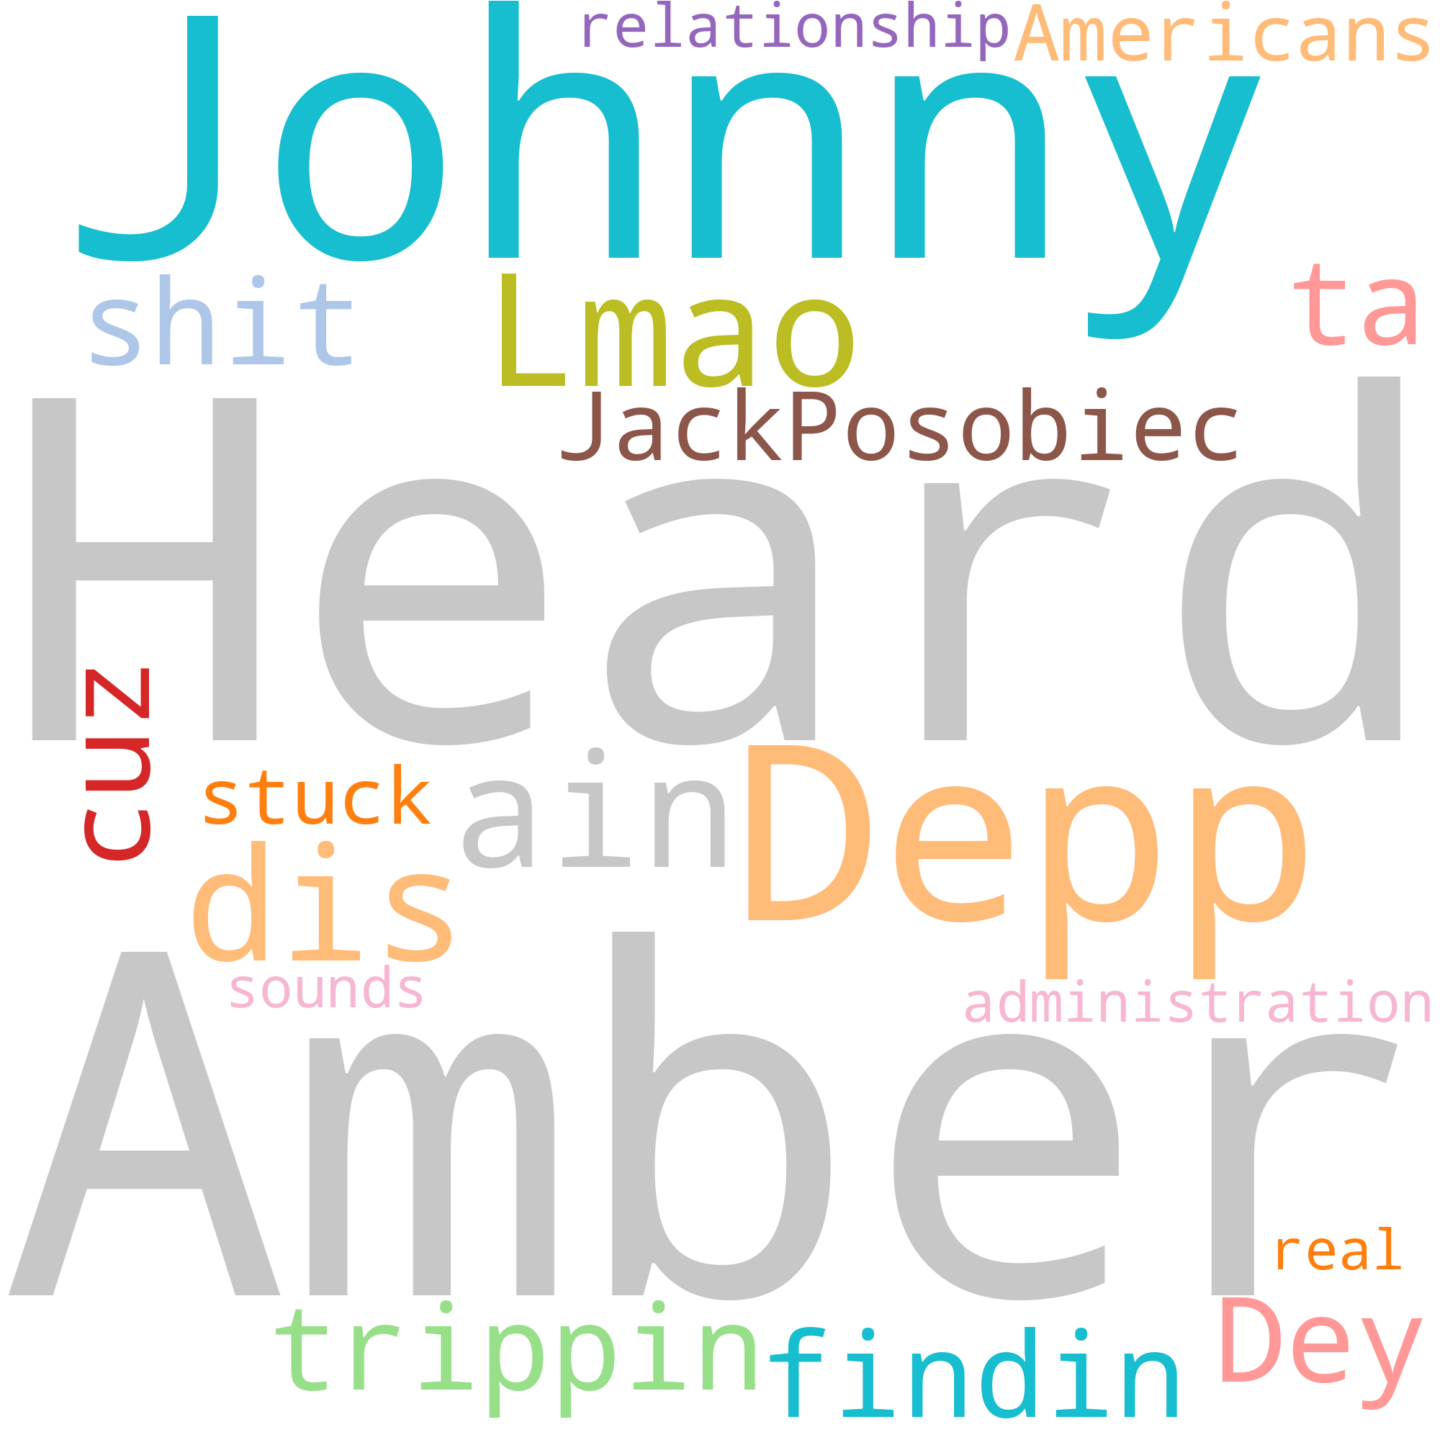 relationship
Americans
Johnny
shit
Lmao
ta
JackPosobiec
Heard
cuz
stuck
ain
Depp
dis
sounds
administration
Amber
real
trippin
findin
Dey